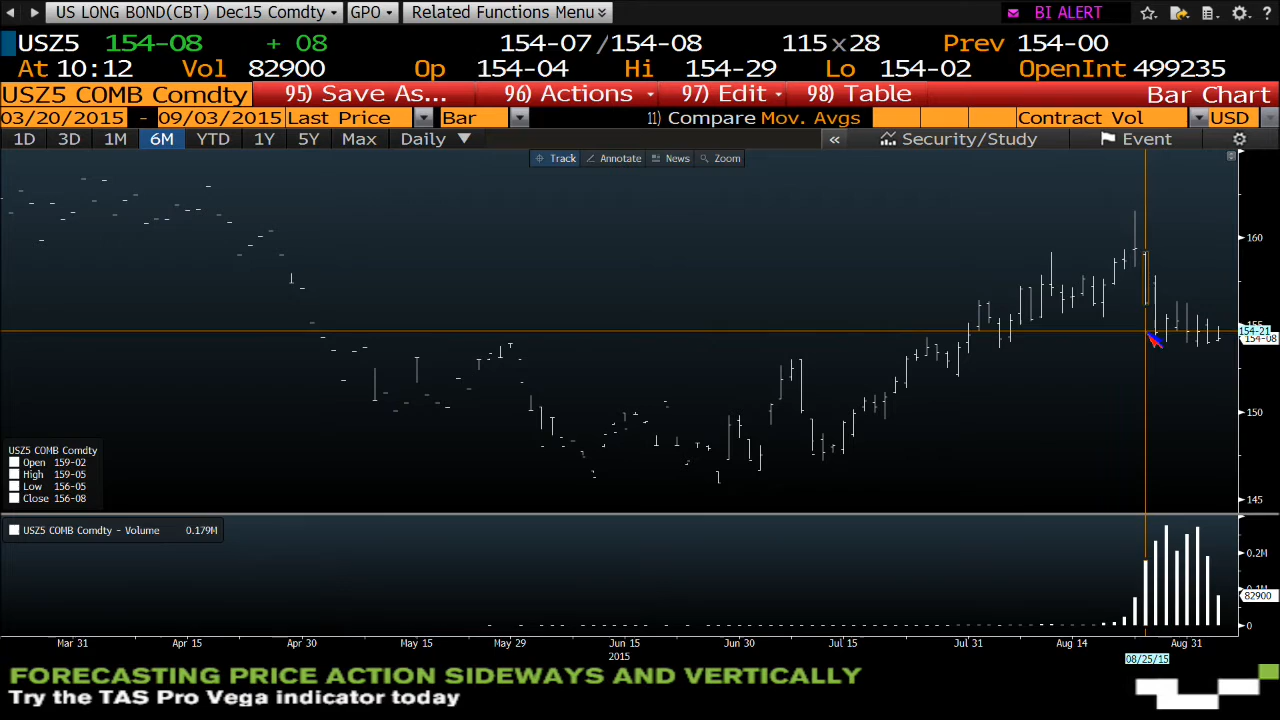 US LONG BOND(CBT) Dec15 Comdty GPO Related Functions Menu BI ALERT ?
USZ5 154-08 + 08 154-07/154-08 115x28 Prev 154-00
At 10:12 Vol 82900 Op 154-04 Hi 154-29 Lo 154-02 OpenInt 499235
USZ5 COMB Comdty 95) Save As... 96) Actions 97) Edit 98) Table Bar Chart
03/20/2015 - 09/03/2015 Last Price Bar 11) Compare Mov. Avgs Contract Vol USD
1D 3D 1M 6M YTD 1Y 5Y Max Daily « Security/Study Event
Track Annotate News Zoom
160
154-21
154-08
150
145
USZ5 COMB Comdty
Open 159-02
High 159-05
Low 156-05
Close 156-08
USZ5 COMB Comdty - Volume 0.179M
0.2M
82900
0
Mar 31 Apr 15 Apr 30 May 15 May 29 Jun 15 Jun 30 Jul 15 Jul 31 Aug 14 Aug 31
2015
08/25/15
FORECASTING PRICE ACTION SIDEWAYS AND VERTICALLY
Try the TAS Pro Vega indicator today